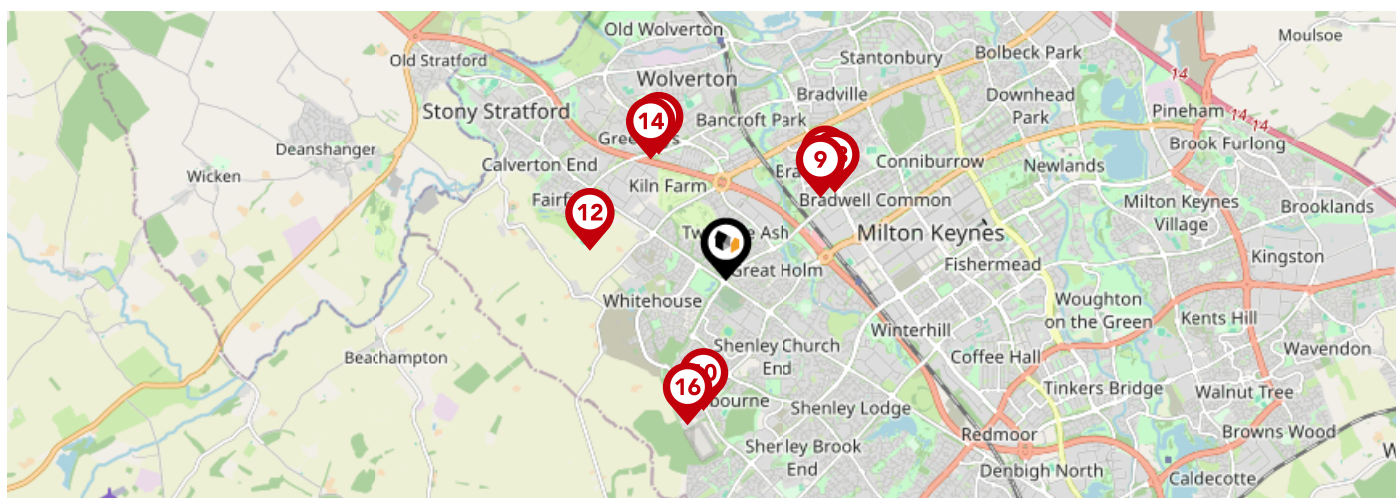 Old Wolverton
Moulsoe
Old Stratford
Stantonbury
Bolbeck Park
14
Wolverton
Bradville
Downhead
Park
Stony Stratford
14
Bancroft Park
Pineham
14
14
Deanshanger
Brook Furlong
Calverton End
9
Conniburrow
Newlands
Wicken
Kiln Farm
12
Bradwell Common
Milton Keynes
Village
Brooklands
Milton Keynes
Ash
Great Holm
Fishermead
Kingston
Whitehouse
Woughton
on the Green
Kents Hill
Winterhill
Beachampton
Shenley Church
End
Coffee Hall
Wavendon
16
Tinkers Bridge
Walnut Tree
Shenley Lodge
Redmoor
Browns Wood
Sherley Brook
End
Denbigh North
Caldecotte